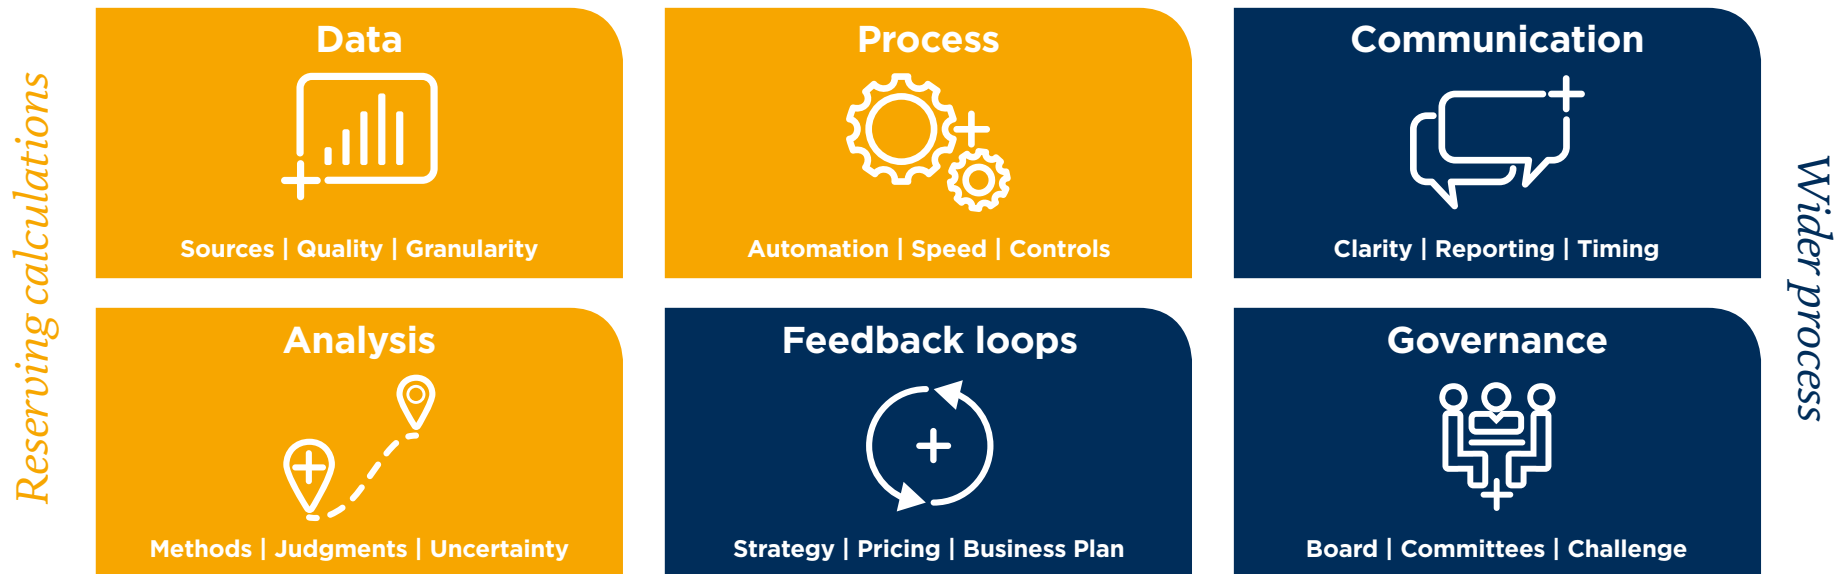 Reserving calculations
Data
Sources | Quality | Granularity
Process
Automation | Speed | Controls
Communication
Clarity | Reporting | Timing
Analysis
Methods | Judgments | Uncertainty
Feedback loops
Strategy | Pricing | Business Plan
Governance
Board | Committees | Challenge
Wider process